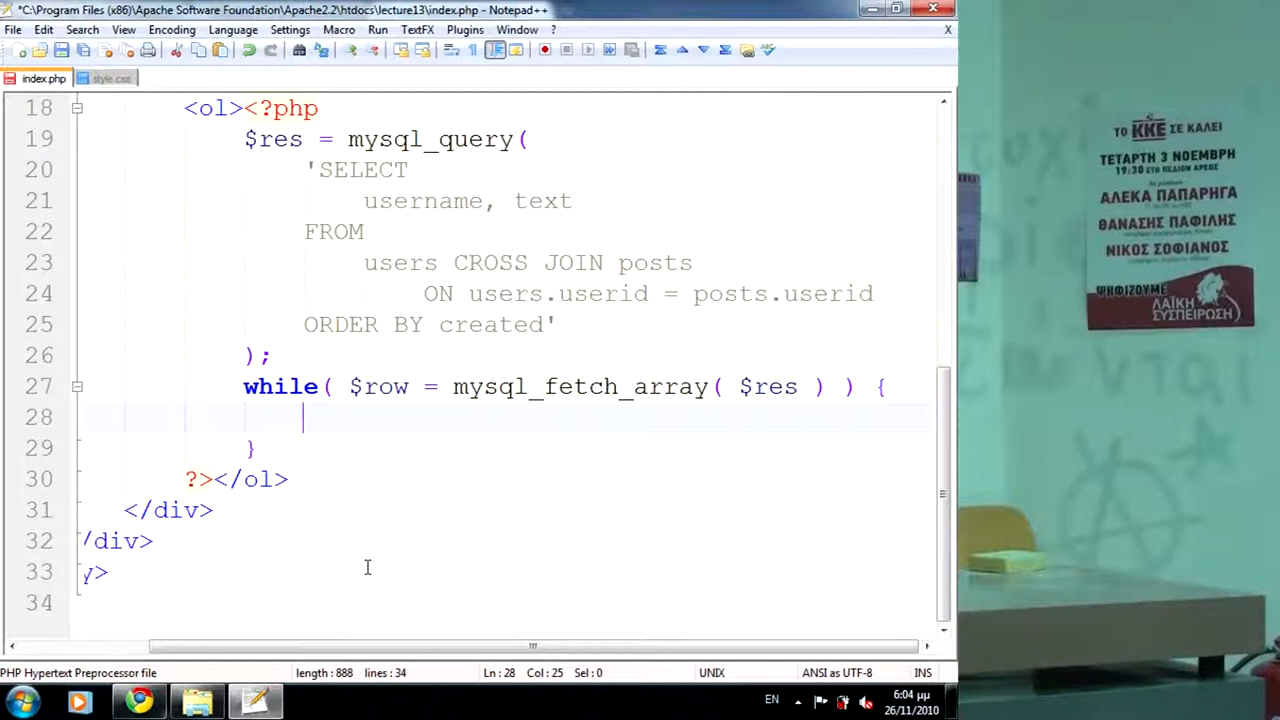 *C:\Program Files (x86)\Apache Software Foundation\Apache2.2\htdocs\lecture13\index.php - Notepad++
File Edit Search View Encoding Language Settings Macro Run TextFX Plugins Window ? X
index.php style.css
18 <ol><?php
19 $res = mysql_query(
20 'SELECT
21 username, text
22 FROM
23 users CROSS JOIN posts
24 ON users.userid = posts.userid
25 ORDER BY created'
26 );
27 while( $row = mysql_fetch_array( $res ) ) {
28
29 }
30 ?></ol>
31 </div>
32 /div>
33 y>
34
PHP Hypertext Preprocessor file length : 888 lines : 34 Ln : 28 Col : 25 Sel : 0 UNIX ANSI as UTF-8 INS
EN 6:04 μμ
26/11/2010
ΤΟ ΚΚΕ ΣΕ ΚΑΛΕΙ
ΤΕΤΑΡΤΗ 3 ΝΟΕΜΒΡΗ
19:30 ΣΤΟ ΠΕΔΙΟΝ ΑΡΕΩΣ
ΑΛΕΚΑ ΠΑΠΑΡΗΓΑ
ΘΑΝΑΣΗΣ ΠΑΦΙΛΗΣ
ΝΙΚΟΣ ΣΟΦΙΑΝΟΣ
ΨΗΦΙΖΟΥΜΕ
ΛΑΪΚΗ
ΣΥΣΠΕΙΡΩΣΗ